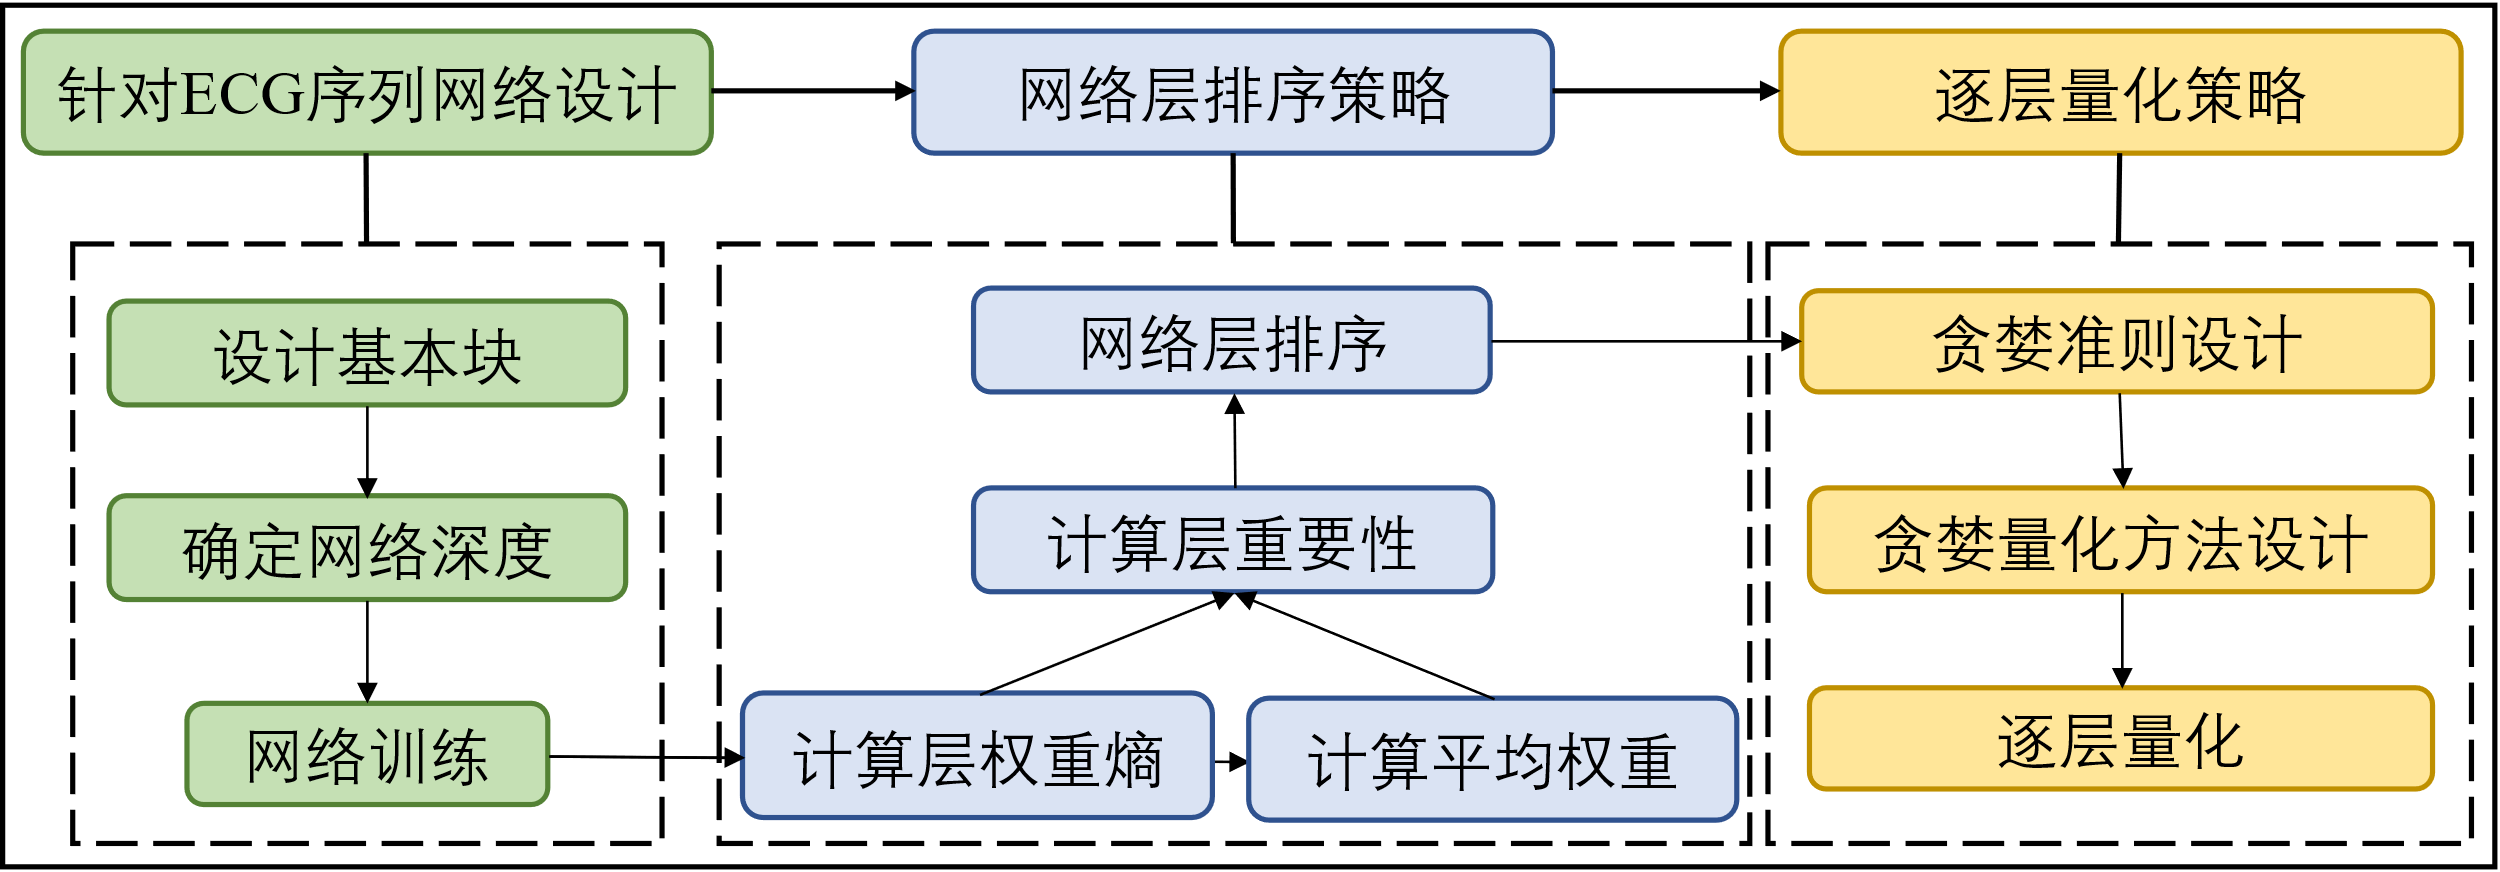 针对ECG序列网络设计
网络层排序策略
逐层量化策略
设计基本块
确定网络深度
网络训练
网络层排序
计算层重要性
计算层权重熵
计算平均权重
贪婪准则设计
贪婪量化方法设计
逐层量化